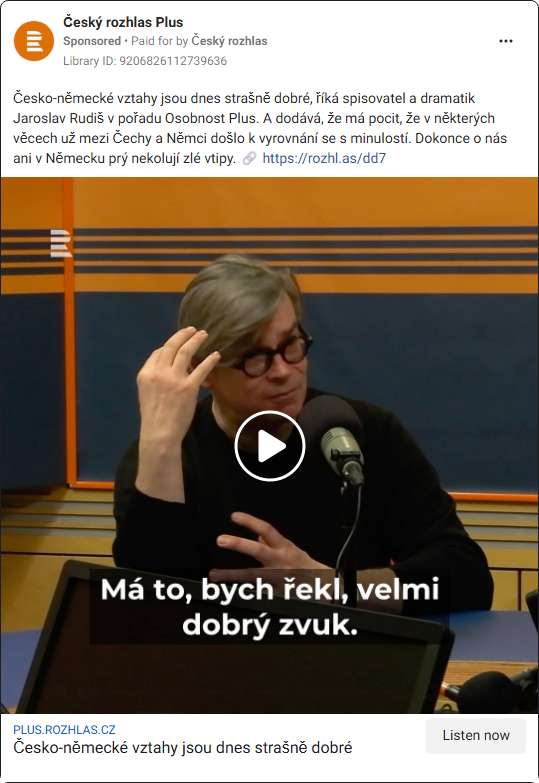 Český rozhlas Plus
Sponsored • Paid for by Český rozhlas
Library ID: 9206826112739636
Česko-německé vztahy jsou dnes strašně dobré, říká spisovatel a dramatik
Jaroslav Rudiš v pořadu Osobnost Plus. A dodává, že má pocit, že v některých
věcech už mezi Čechy a Němci došlo k vyrovnání se s minulostí. Dokonce o nás
ani v Německu prý nekolují zlé vtipy. 🔗 https://rozhl.as/dd7
Má to, bych řekl, velmi
dobrý zvuk.
PLUS.ROZHLAS.CZ
Česko-německé vztahy jsou dnes strašně dobré
Listen now